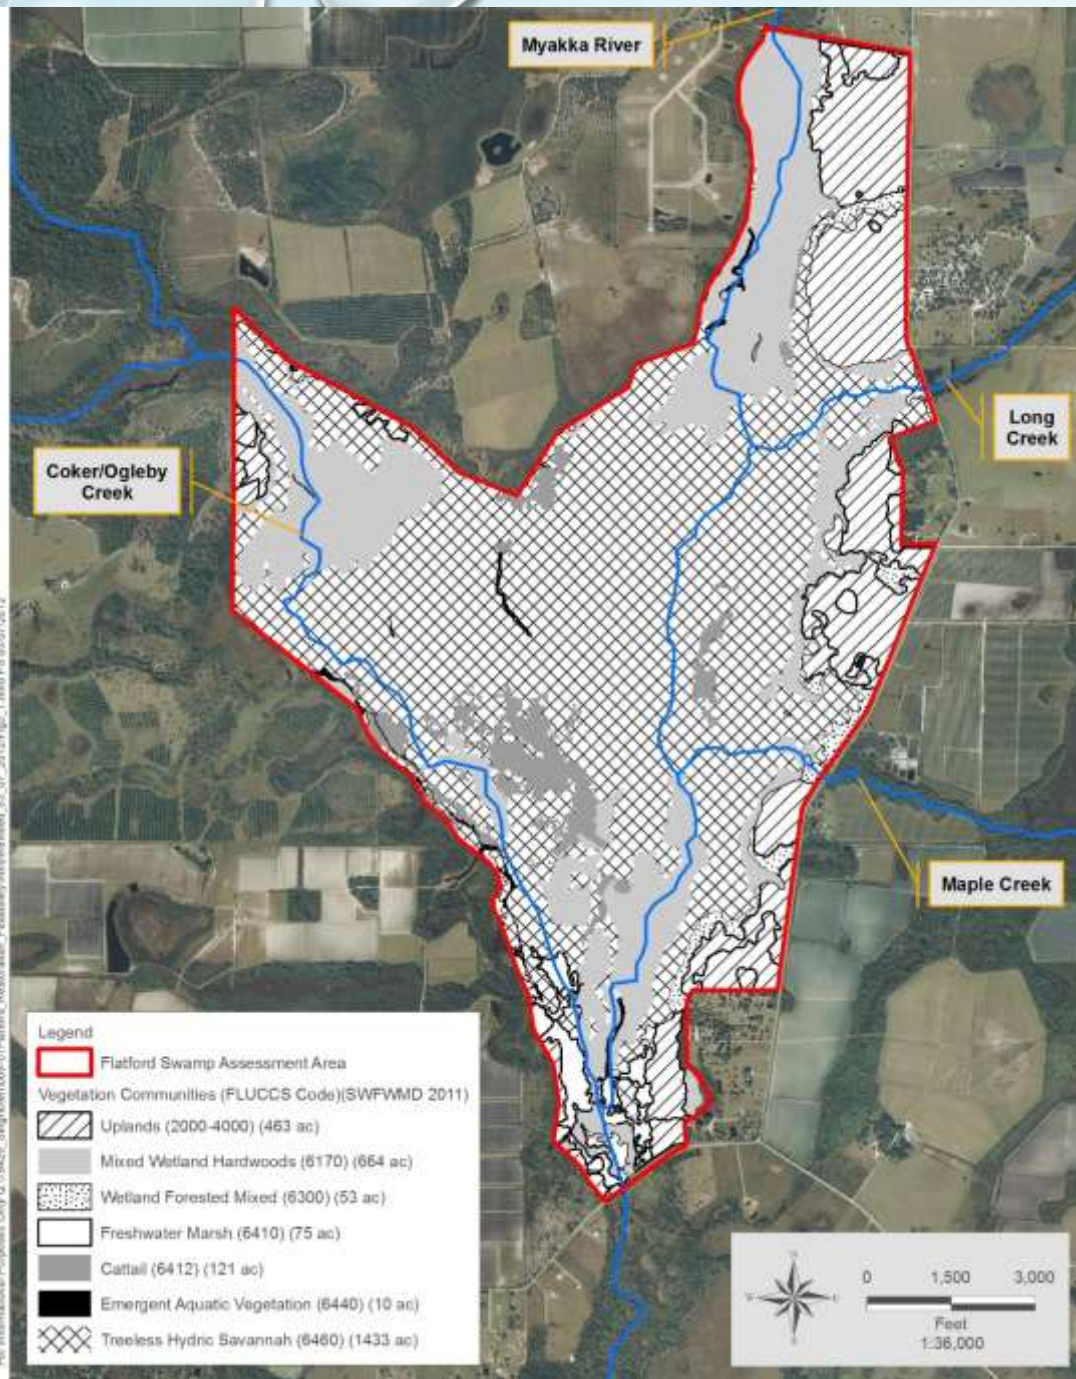 Myakka River
Long
Creek
Coker/Ogleby
Creek
Maple Creek
Legend
Flatford Swamp Assessment Area
Vegetation Communities (FLUCCS Code)(SWFWMD 2011)
Uplands (2000-4000) (463 ac)
Mixed Wetland Hardwoods (6170) (664 ac)
Wetland Forested Mixed (6300) (53 ac)
Freshwater Marsh (6410) (75 ac)
Cattail (6412) (121 ac)
Emergent Aquatic Vegetation (6440) (10 ac)
Treeless Hydric Savannah (6460) (1433 ac)
N
W
E
S
0 1,500 3,000
Feet
1:36,000